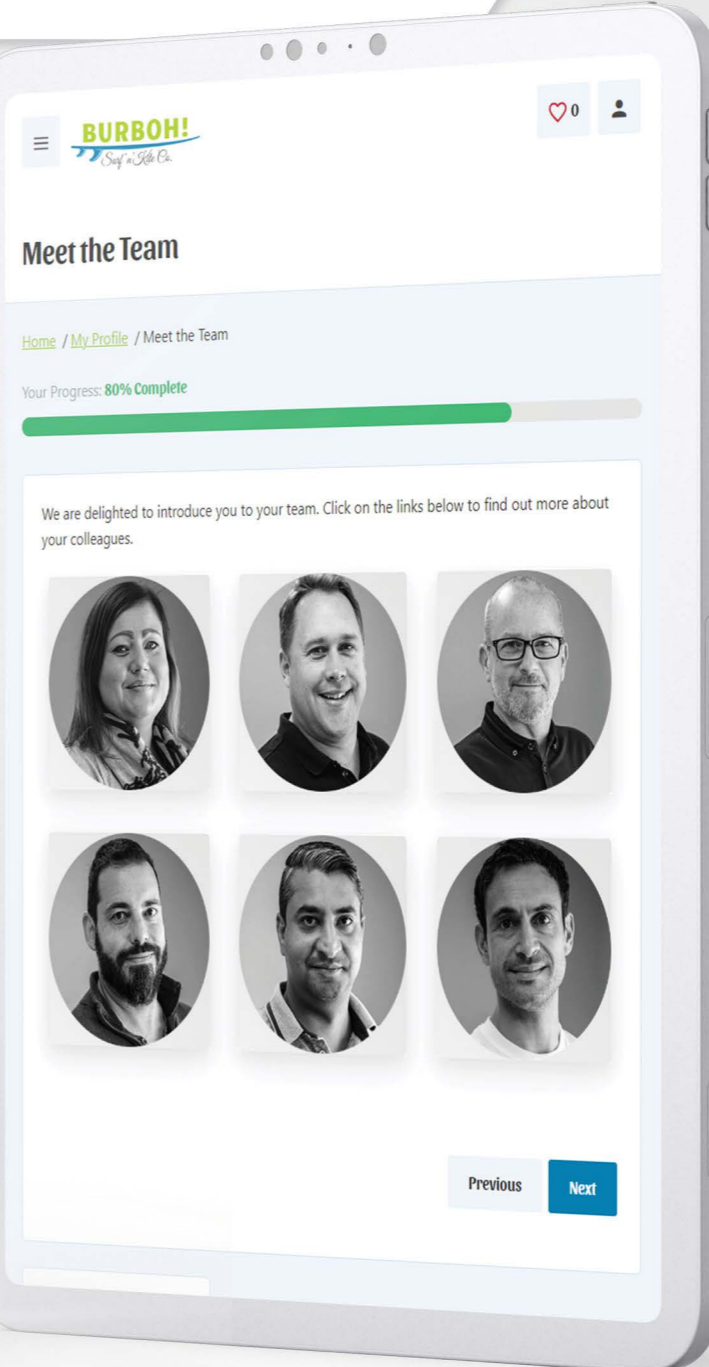 BURBOH!
Surf 'n' Kite Co.
0
Meet the Team
Home / My Profile / Meet the Team
Your Progress: 80% Complete
We are delighted to introduce you to your team. Click on the links below to find out more about
your colleagues.
Previous
Next